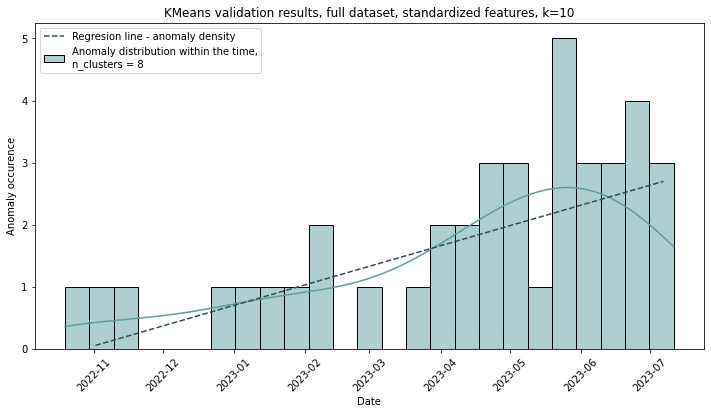 KMeans validation results, full dataset, standardized features, k=10
Regresion line - anomaly density
Anomaly distribution within the time,
n_clusters = 8
Anomaly occurence
5
4
3
2
1
0
2022-11
2022-12
2023-01
2023-02
2023-03
2023-04
2023-05
2023-06
2023-07
Date